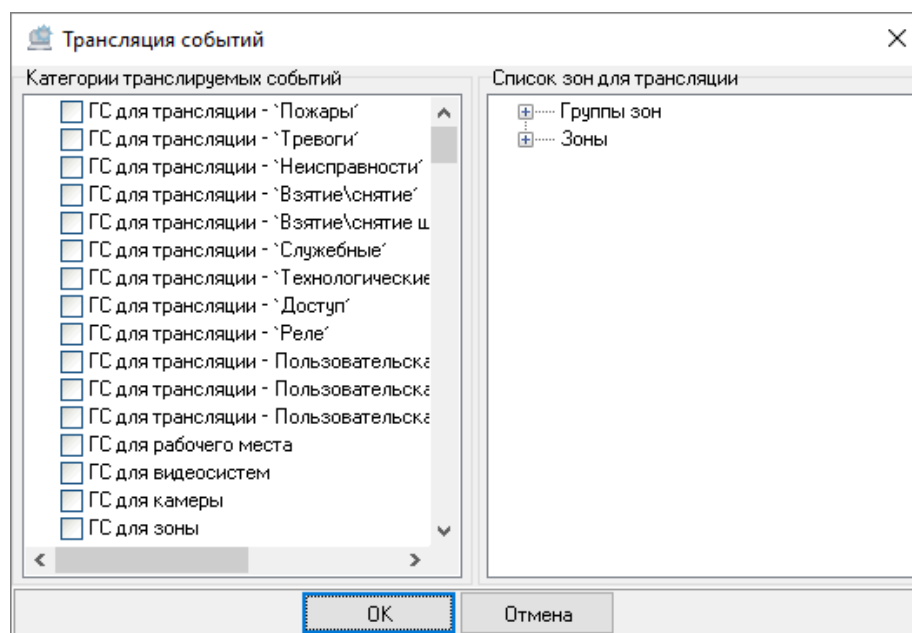 Трансляция событий
Категории транслируемых событий
ГС для трансляции - `Пожары´
ГС для трансляции - `Тревоги´
ГС для трансляции - `Неисправности´
ГС для трансляции - `Взятие\снятие´
ГС для трансляции - `Взятие\снятие ш
ГС для трансляции - `Служебные´
ГС для трансляции - `Технологические
ГС для трансляции - `Доступ´
ГС для трансляции - `Реле´
ГС для трансляции - Пользовательска
ГС для трансляции - Пользовательска
ГС для трансляции - Пользовательска
ГС для рабочего места
ГС для видеосистем
ГС для камеры
ГС для зоны
Список зон для трансляции
Группы зон
Зоны
OK
Отмена